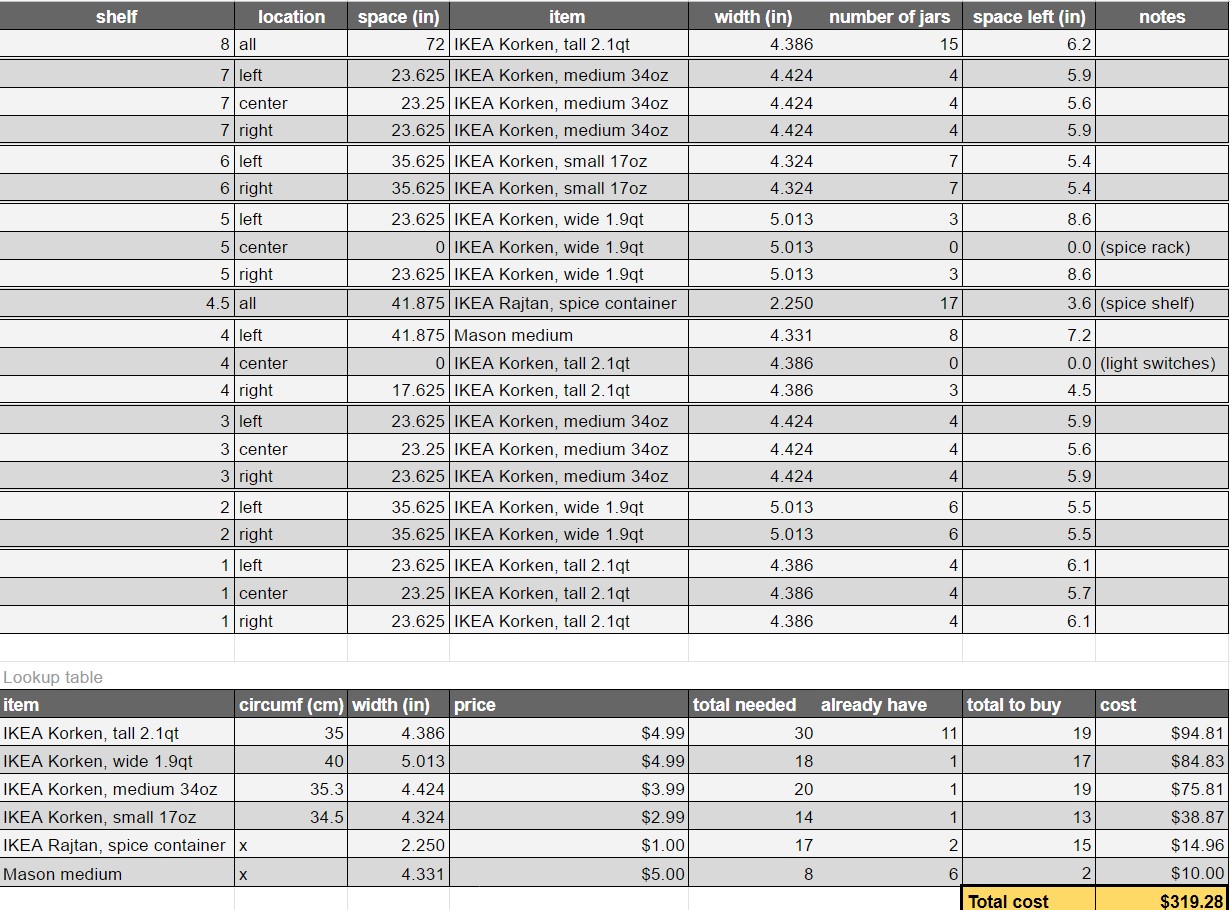 shelf location space (in) item width (in) number of jars space left (in) notes
8 all 72 IKEA Korken, tall 2.1qt 4.386 15 6.2
7 left 23.625 IKEA Korken, medium 34oz 4.424 4 5.9
7 center 23.25 IKEA Korken, medium 34oz 4.424 4 5.6
7 right 23.625 IKEA Korken, medium 34oz 4.424 4 5.9
6 left 35.625 IKEA Korken, small 17oz 4.324 7 5.4
6 right 35.625 IKEA Korken, small 17oz 4.324 7 5.4
5 left 23.625 IKEA Korken, wide 1.9qt 5.013 3 8.6
5 center 0 IKEA Korken, wide 1.9qt 5.013 0 0.0 (spice rack)
5 right 23.625 IKEA Korken, wide 1.9qt 5.013 3 8.6
4.5 all 41.875 IKEA Rajtan, spice container 2.250 17 3.6 (spice shelf)
4 left 41.875 Mason medium 4.331 8 7.2
4 center 0 IKEA Korken, tall 2.1qt 4.386 0 0.0 (light switches)
4 right 17.625 IKEA Korken, tall 2.1qt 4.386 3 4.5
3 left 23.625 IKEA Korken, medium 34oz 4.424 4 5.9
3 center 23.25 IKEA Korken, medium 34oz 4.424 4 5.6
3 right 23.625 IKEA Korken, medium 34oz 4.424 4 5.9
2 left 35.625 IKEA Korken, wide 1.9qt 5.013 6 5.5
2 right 35.625 IKEA Korken, wide 1.9qt 5.013 6 5.5
1 left 23.625 IKEA Korken, tall 2.1qt 4.386 4 6.1
1 center 23.25 IKEA Korken, tall 2.1qt 4.386 4 5.7
1 right 23.625 IKEA Korken, tall 2.1qt 4.386 4 6.1
Lookup table
item circumf (cm) width (in) price total needed already have total to buy cost
IKEA Korken, tall 2.1qt 35 4.386 $4.99 30 11 19 $94.81
IKEA Korken, wide 1.9qt 40 5.013 $4.99 18 1 17 $84.83
IKEA Korken, medium 34oz 35.3 4.424 $3.99 20 1 19 $75.81
IKEA Korken, small 17oz 34.5 4.324 $2.99 14 1 13 $38.87
IKEA Rajtan, spice container x 2.250 $1.00 17 2 15 $14.96
Mason medium x 4.331 $5.00 8 6 2 $10.00
Total cost $319.28